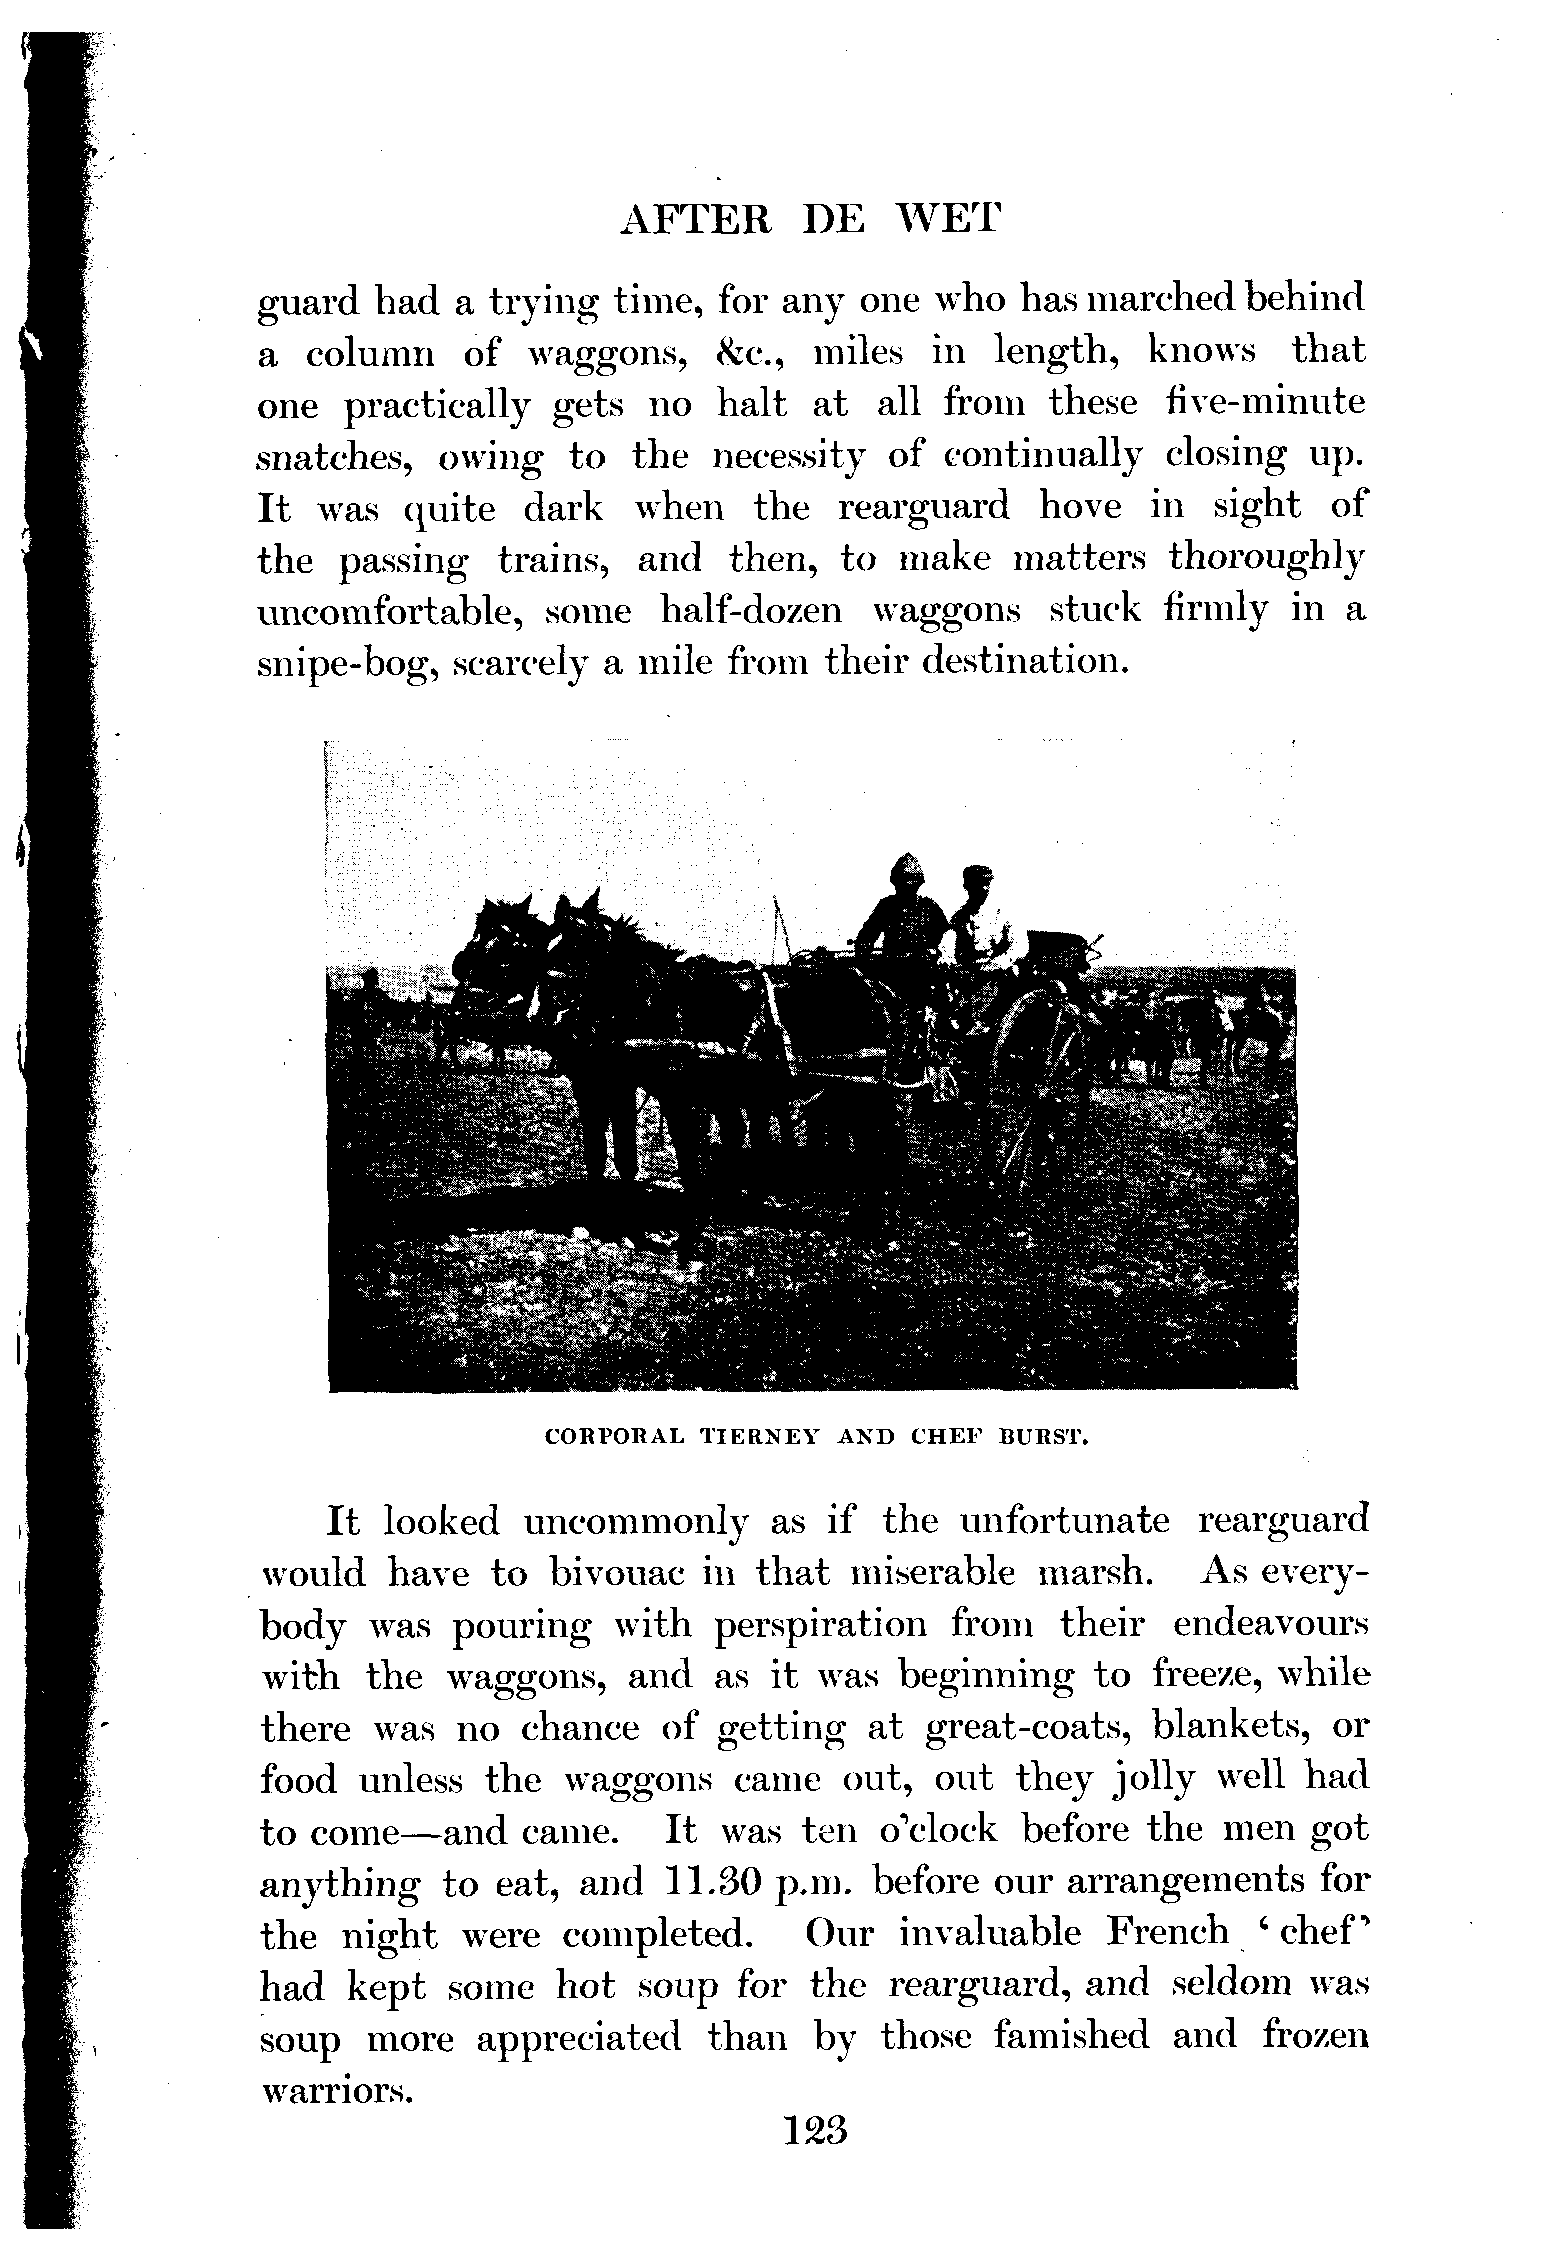 AFTER DE WET
guard had a trying time, for any one who has marched behind
a column of waggons, &c., miles in length, knows that
one practically gets no halt at all from these five-minute
snatches, owing to the necessity of continually closing up.
It was quite dark when the rearguard hove in sight of
the passing trains, and then, to make matters thoroughly
uncomfortable, some half-dozen waggons stuck firmly in a
snipe-bog, scarcely a mile from their destination.
CORPORAL TIERNEY AND CHEF BURST.
It looked uncommonly as if the unfortunate rearguard
would have to bivouac in that miserable marsh. As every-
body was pouring with perspiration from their endeavours
with the waggons, and as it was beginning to freeze, while
there was no chance of getting at great-coats, blankets, or
food unless the waggons came out, out they jolly well had
to come—and came. It was ten o'clock before the men got
anything to eat, and 11.30 p.m. before our arrangements for
the night were completed. Our invaluable French ‘chef’
had kept some hot soup for the rearguard, and seldom was
soup more appreciated than by those famished and frozen
warriors.
123